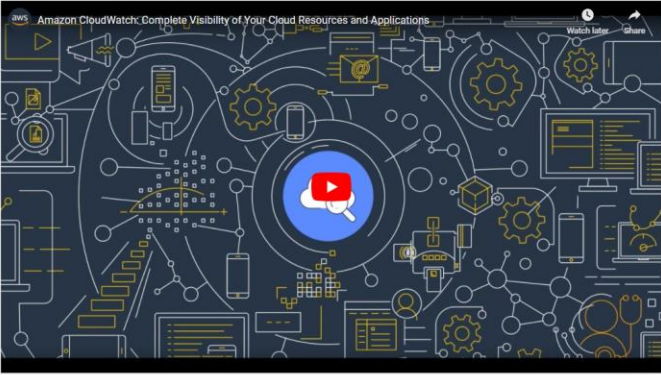 aws
Amazon CloudWatch: Complete Visibility of Your Cloud Resources and Applications
Watch later
Share
@